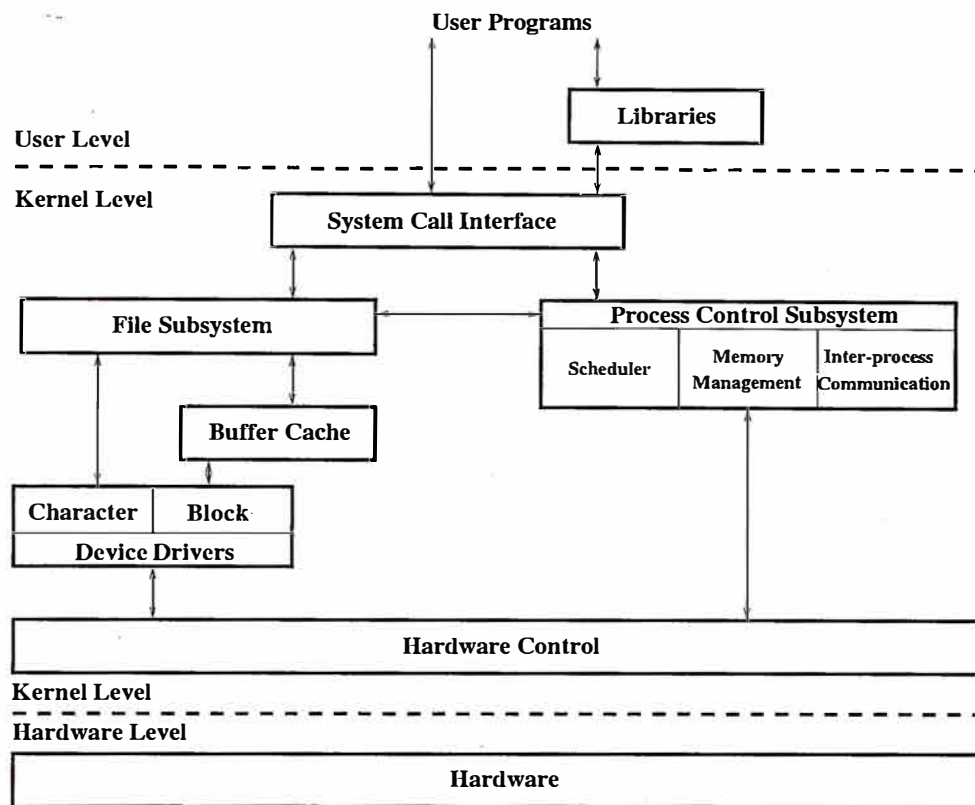 User Programs
Libraries
User Level
Kernel Level
System Call Interface
File Subsystem
Process Control Subsystem
Scheduler
Memory
Management
Inter-process
Communication
Buffer Cache
Character
Block
Device Drivers
Hardware Control
Kernel Level
Hardware Level
Hardware